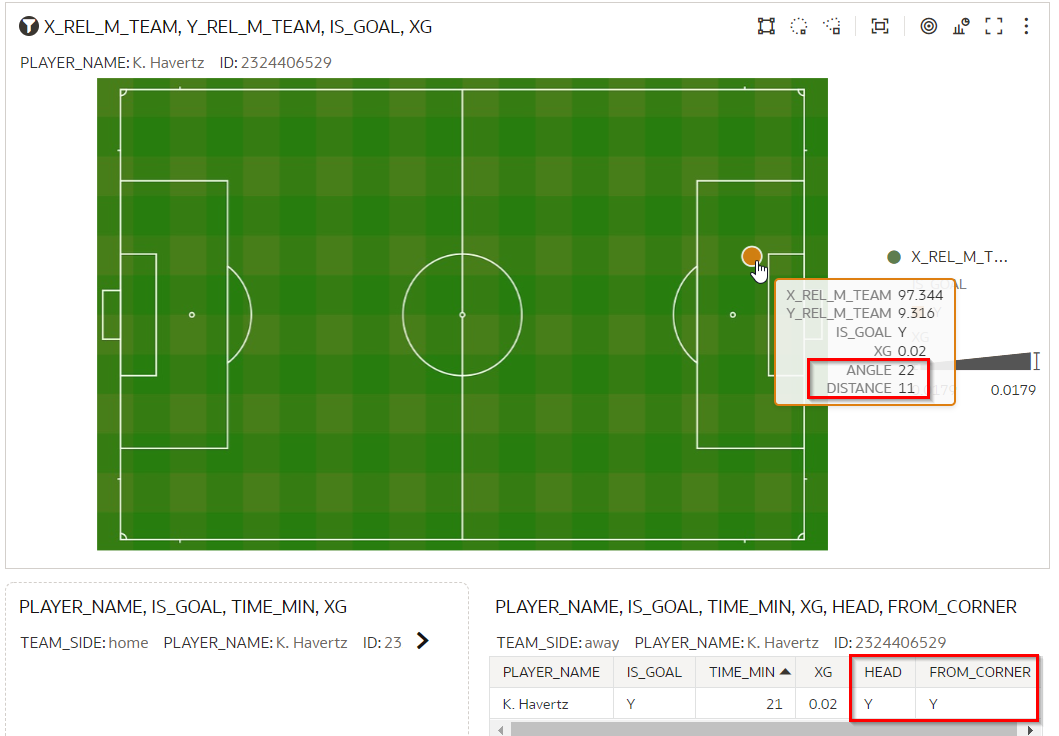 X_REL_M_TEAM, Y_REL_M_TEAM, IS_GOAL, XG
PLAYER_NAME: K. Havertz ID: 2324406529
X_REL_M_T...
X_REL_M_TEAM 97.344
Y_REL_M_TEAM 9.316
IS_GOAL Y
XG 0.02
ANGLE 22
DISTANCE 11
0.0179
PLAYER_NAME, IS_GOAL, TIME_MIN, XG
TEAM_SIDE: home PLAYER_NAME: K. Havertz ID: 23
PLAYER_NAME, IS_GOAL, TIME_MIN, XG, HEAD, FROM_CORNER
TEAM_SIDE: away PLAYER_NAME: K. Havertz ID: 2324406529
PLAYER_NAME IS_GOAL TIME_MIN XG HEAD FROM_CORNER
K. Havertz Y 21 0.02 Y Y